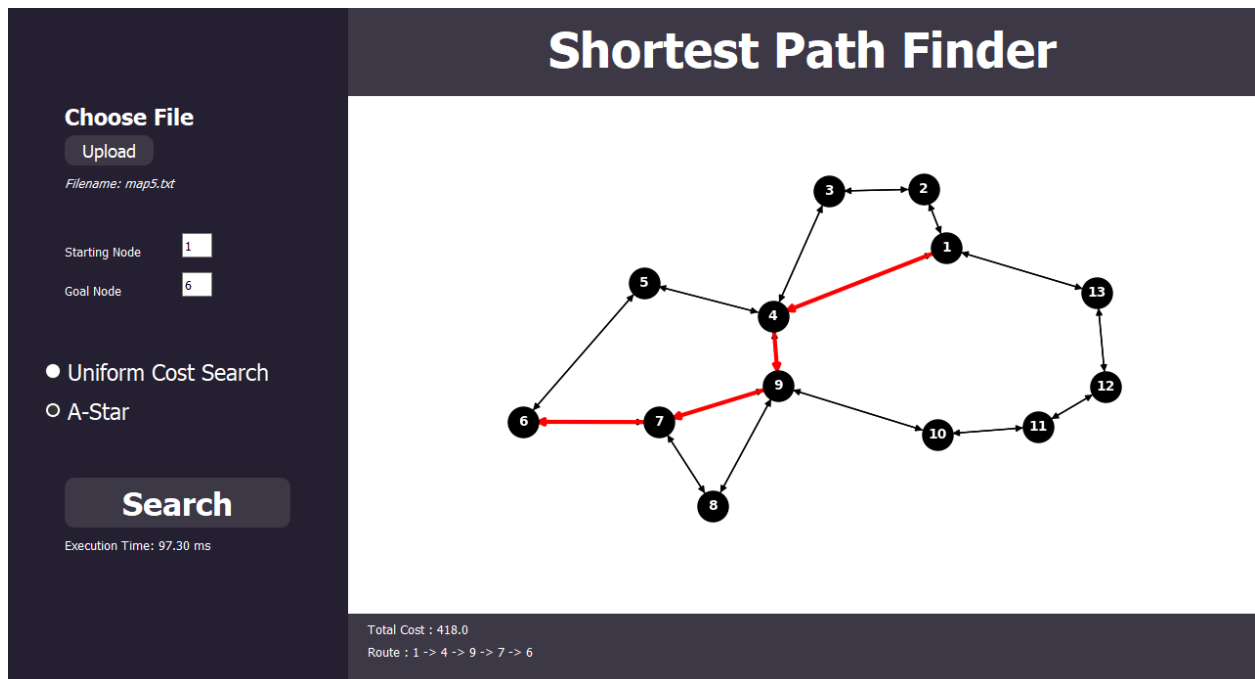 Shortest Path Finder
Choose File
Upload
Filename: map5.txt
Starting Node 1
Goal Node 6
Uniform Cost Search
A-Star
Search
Execution Time: 97.30 ms
3
2
1
5
13
4
9
12
6
7
11
10
8
Total Cost : 418.0
Route : 1 -> 4 -> 9 -> 7 -> 6